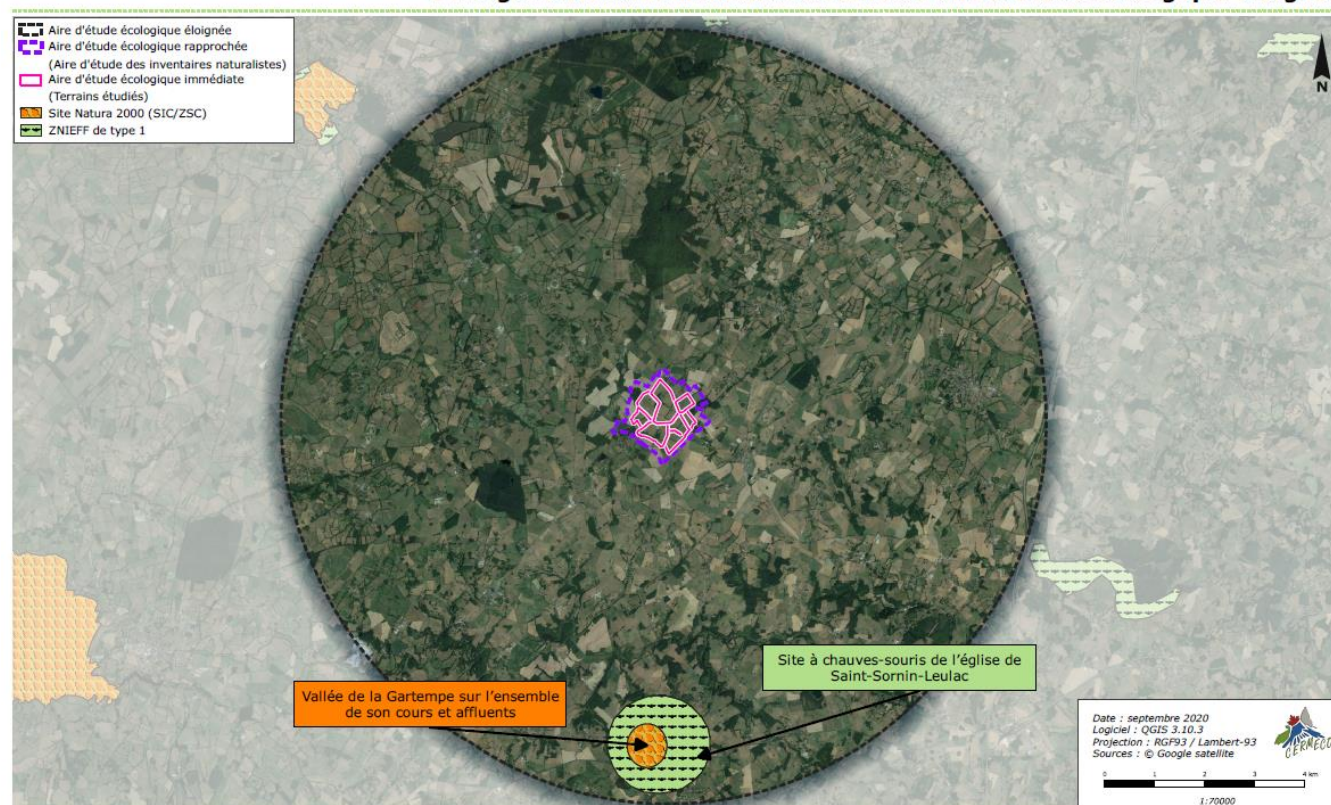 Aire d'étude écologique éloignée
Aire d'étude écologique rapprochée
(Aire d'étude des inventaires naturalistes)
Aire d'étude écologique immédiate
(Terrains étudiés)
Site Natura 2000 (SIC/ZSC)
ZNIEFF de type 1
N
Site à chauves-souris de l'église de
Saint-Sornin-Leulac
Vallée de la Gartempe sur l'ensemble
de son cours et affluents
Date : septembre 2020
Logiciel : QGIS 3.10.3
Projection : RGF93 / Lambert-93
Sources : © Google satellite
CERMECO
0 1 2 3 4 km
1:70000